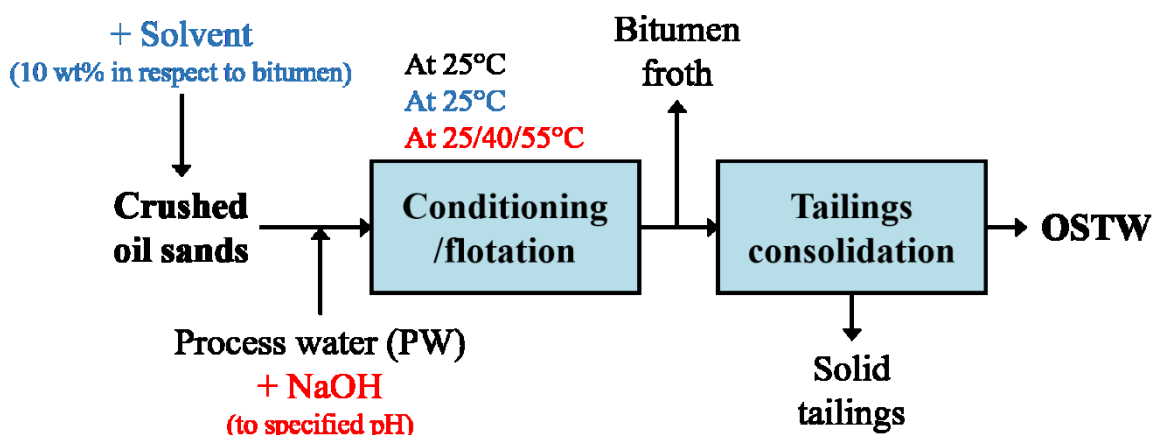 + Solvent
(10 wt% in respect to bitumen)
Crushed
oil sands
Process water (PW)
+ NaOH
(to specified pH)
At 25°C
At 25°C
At 25/40/55°C
Conditioning
/flotation
Bitumen
froth
Tailings
consolidation
OSTW
Solid
tailings